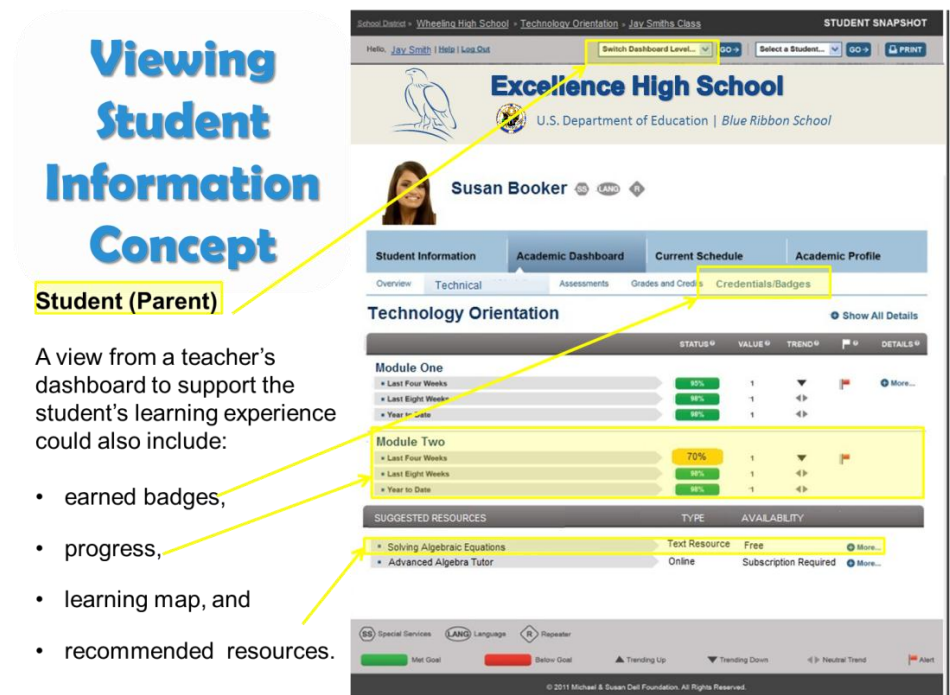 Viewing
Student
Information
Concept
Student (Parent)
A view from a teacher's
dashboard to support the
student's learning experience
could also include:
• earned badges,
• progress,
• learning map, and
• recommended resources.
School District » Wheeling High School » Technology Orientation » Jay Smiths Class STUDENT SNAPSHOT
Hello, Jay Smith | Help | Log Out Switch Dashboard Level... GO Select a Student... GO PRINT
Excellence High School
U.S. Department of Education | Blue Ribbon School
Susan Booker SS LANG R
Student Information Academic Dashboard Current Schedule Academic Profile
Overview Technical Assessments Grades and Credits Credentials/Badges
Technology Orientation Show All Details
STATUS VALUE TREND DETAILS
Module One
Last Four Weeks 95% 1 More...
Last Eight Weeks 98% 1
Year to Date 98% 1
Module Two
Last Four Weeks 70% 1
Last Eight Weeks 98% 1
Year to Date 98% 1
SUGGESTED RESOURCES TYPE AVAILABILITY
Solving Algebraic Equations Text Resource Free More...
Advanced Algebra Tutor Online Subscription Required More...
SS Special Services LANG Language R Repeater
Met Goal Below Goal Trending Up Trending Down Neutral Trend Alert
© 2011 Michael & Susan Dell Foundation. All Rights Reserved.